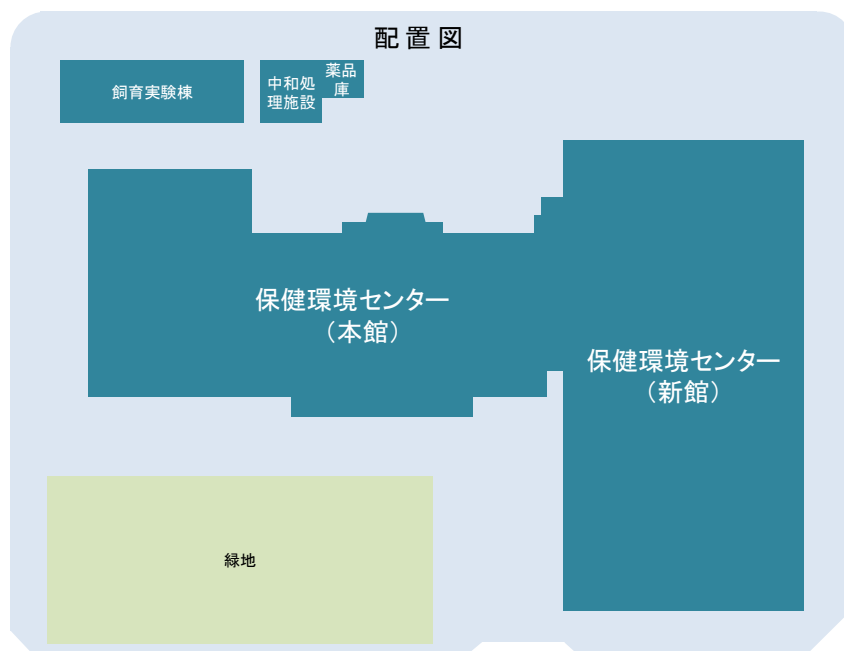 配置図
飼育実験棟
中和処
理施設
薬品
庫
保健環境センター
（本館）
保健環境センター
（新館）
緑地